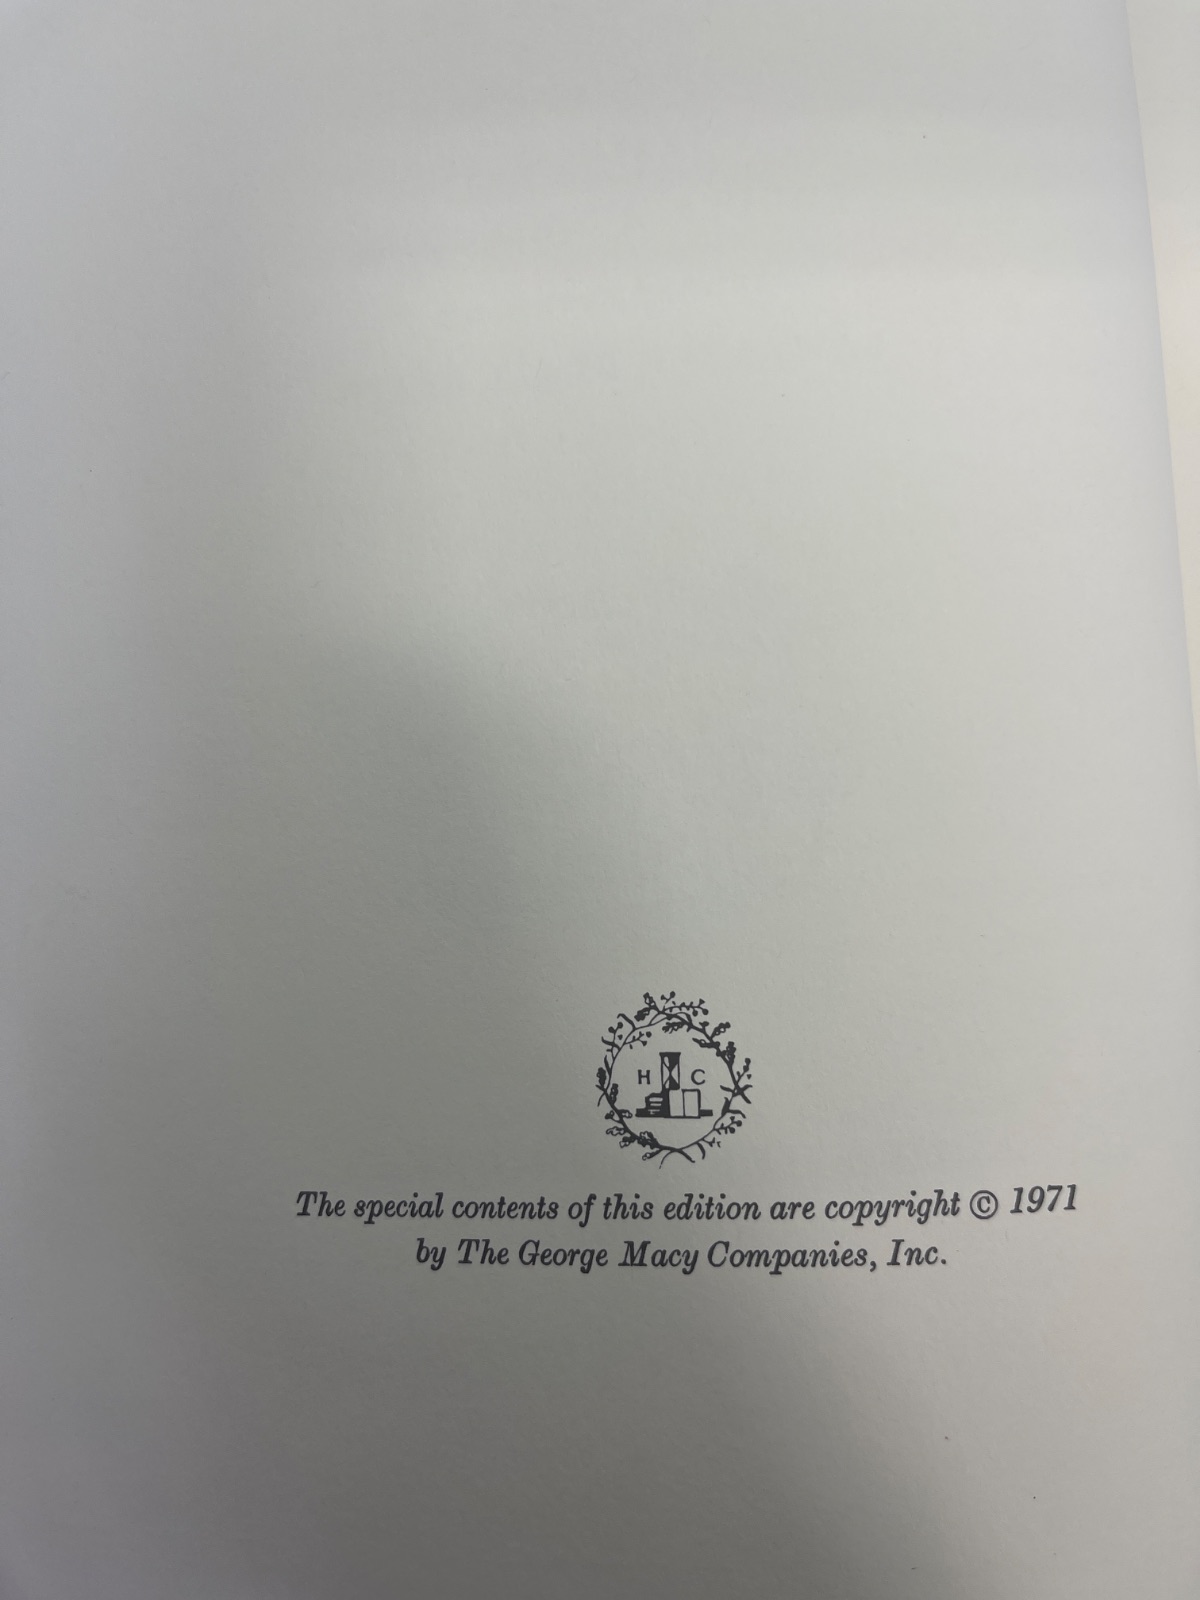 H C
The special contents of this edition are copyright © 1971
by The George Macy Companies, Inc.